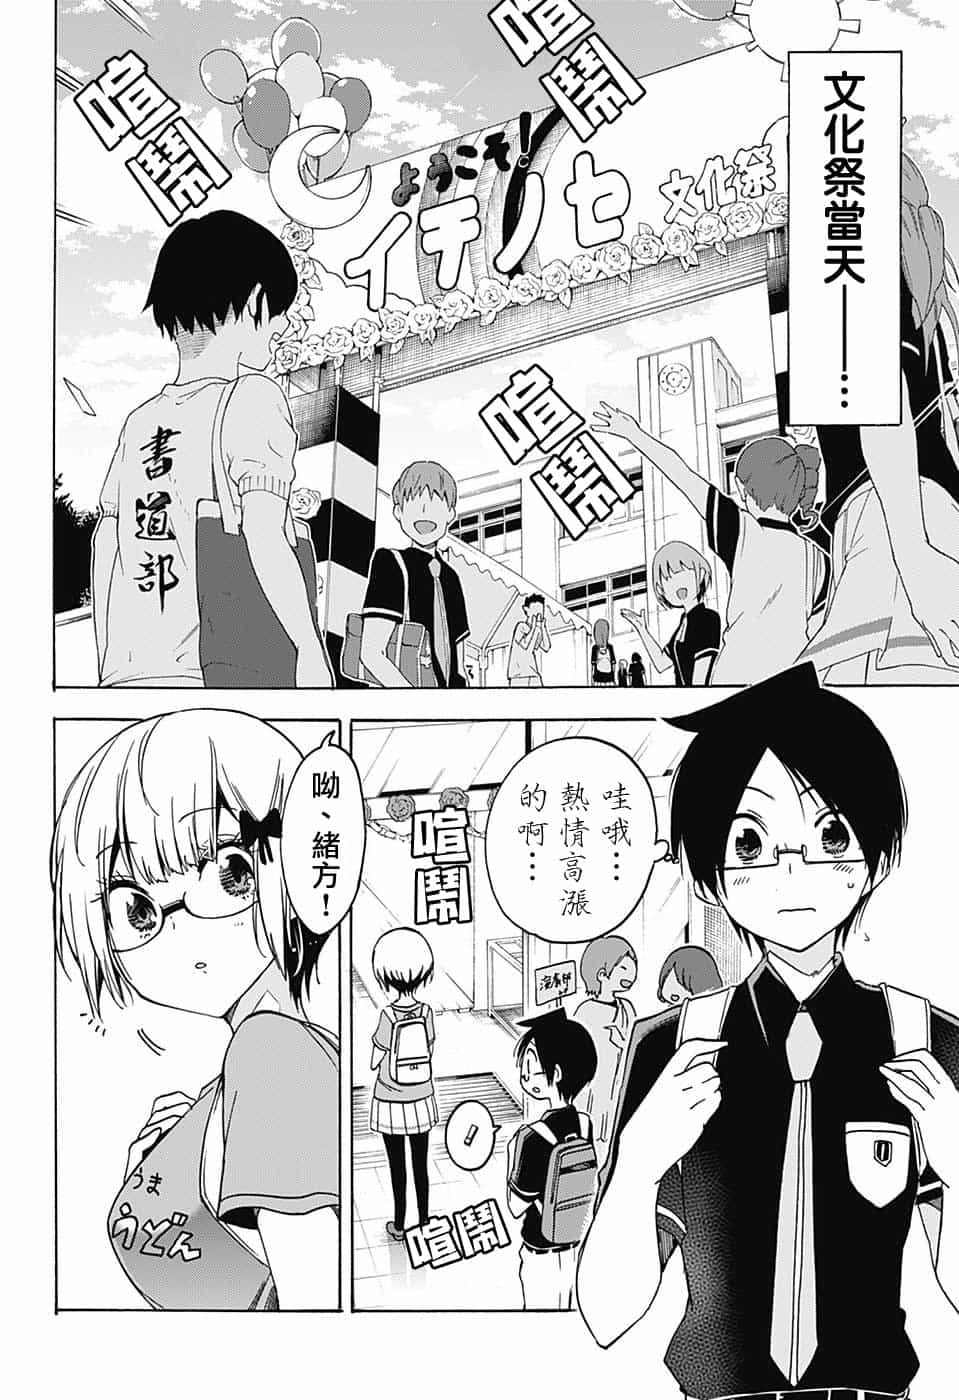 文化祭當天——…
喧鬧
喧鬧
ようこそ!
イチノセ
文化祭
喧鬧
書道部
哇哦…
熱情高漲
的啊…
喧鬧
!
喧鬧
呦、緒方!
うま
うどん